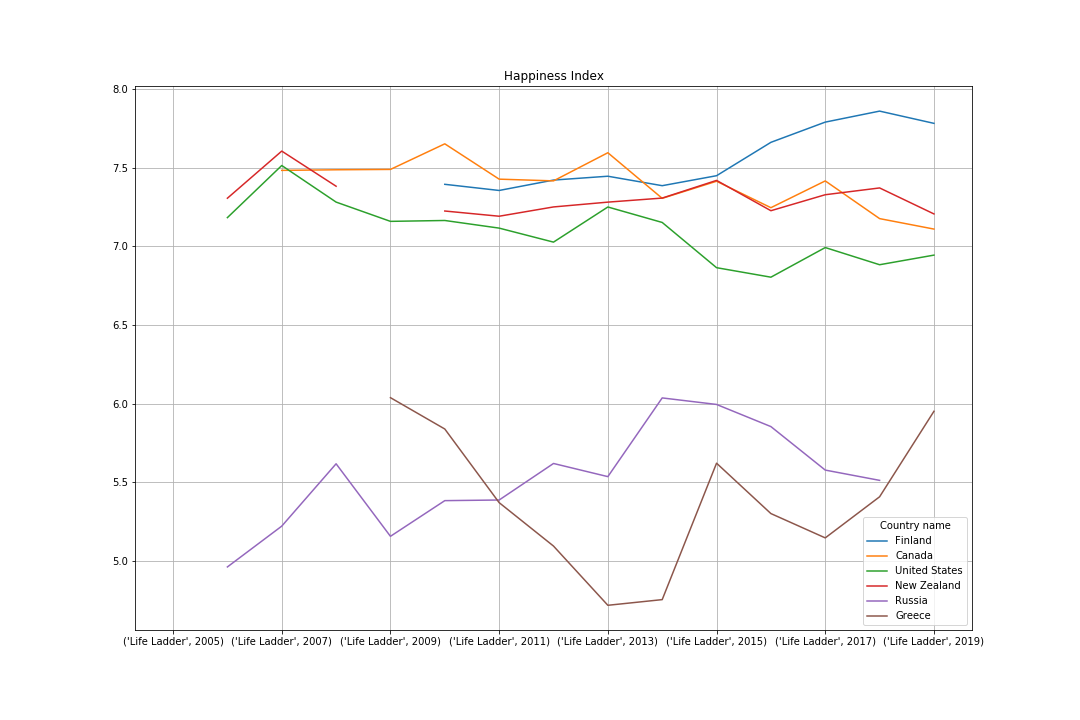 Happiness Index
8.0
7.5
7.0
6.5
6.0
5.5
5.0
Country name
Finland
Canada
United States
New Zealand
Russia
Greece
('Life Ladder', 2005) ('Life Ladder', 2007) ('Life Ladder', 2009) ('Life Ladder', 2011) ('Life Ladder', 2013) ('Life Ladder', 2015) ('Life Ladder', 2017) ('Life Ladder', 2019)